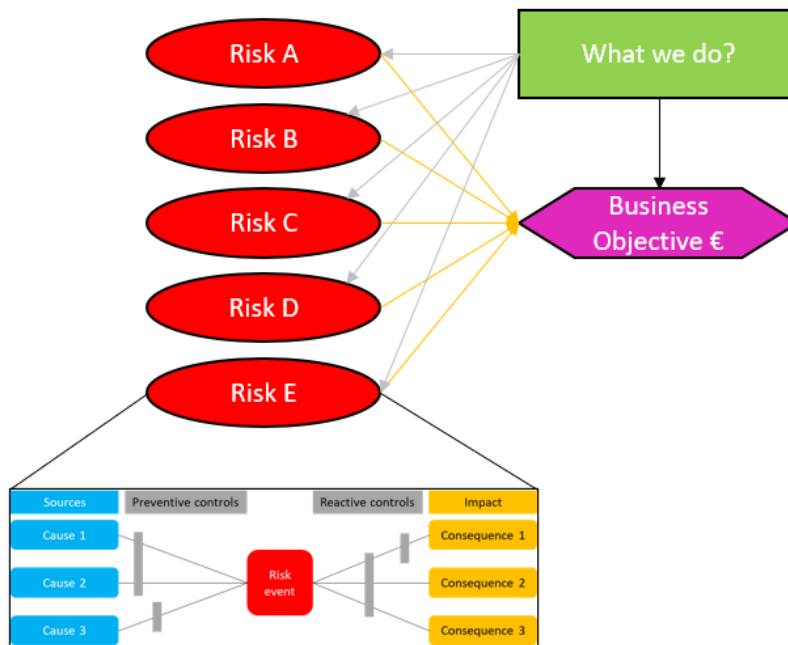 Risk A
What we do?
Risk B
Risk C
Business
Objective €
Risk D
Risk E
Sources
Preventive controls
Reactive controls
Impact
Cause 1
Consequence 1
Cause 2
Risk
event
Consequence 2
Cause 3
Consequence 3